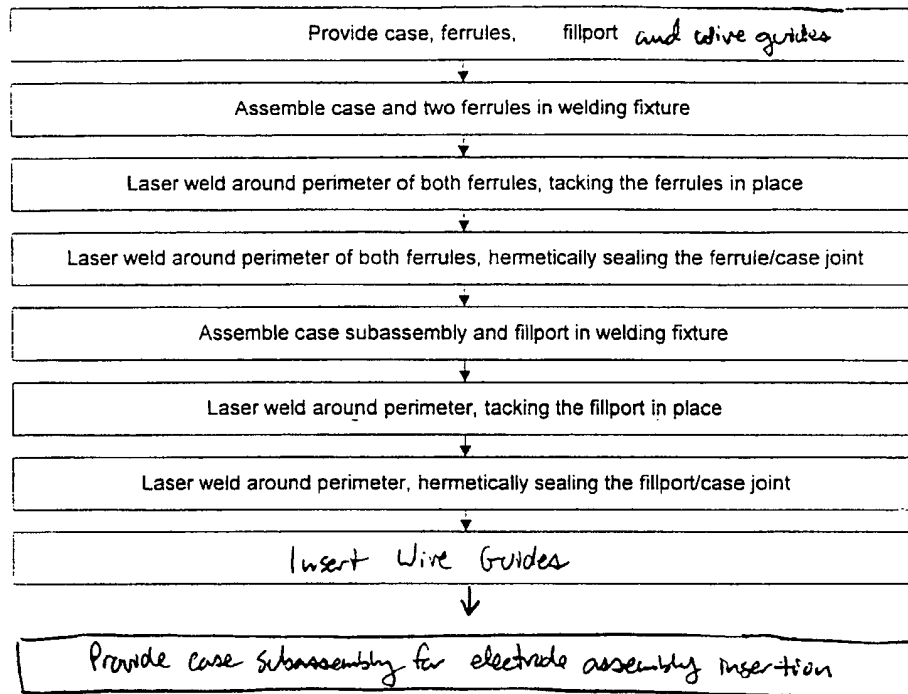 Provide case, ferrules, fillport and wire guides
Assemble case and two ferrules in welding fixture
Laser weld around perimeter of both ferrules, tacking the ferrules in place
Laser weld around perimeter of both ferrules, hermetically sealing the ferrule/case joint
Assemble case subassembly and fillport in welding fixture
Laser weld around perimeter, tacking the fillport in place
Laser weld around perimeter, hermetically sealing the fillport/case joint
Insert Wire Guides
Provide case subassembly for electrode assembly insertion